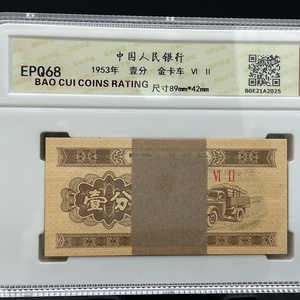 中国人民银行
EPQ68
1953年 壹分 金卡车 VI II
BAO CUI COINS RATING 尺寸89mm*42mm
B0E21A2025
壹分
VI II